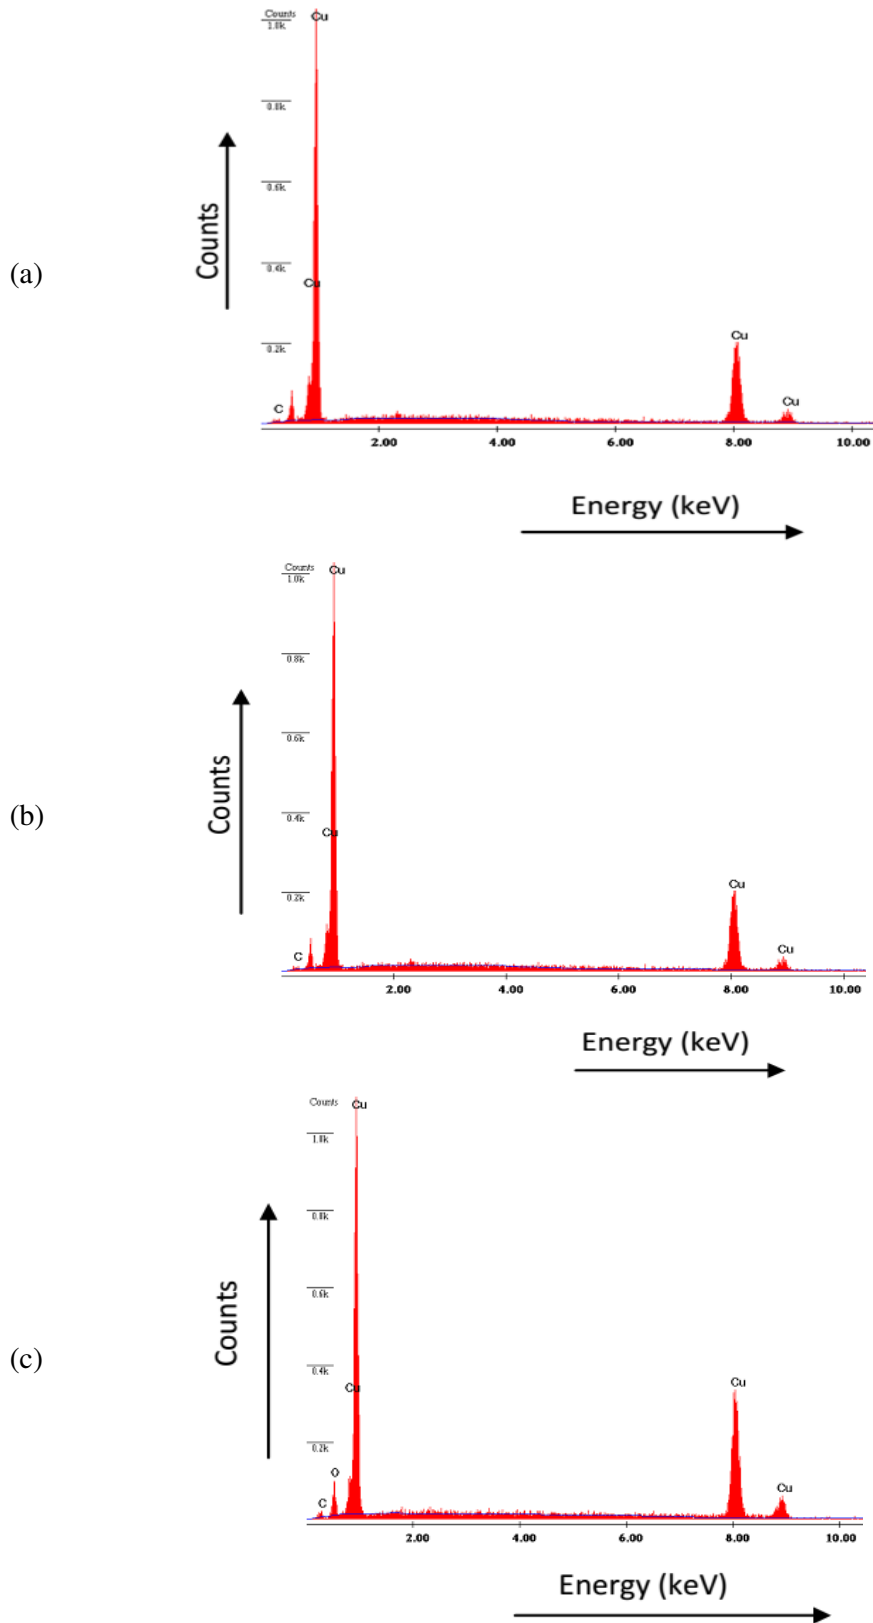 (a)
Counts
Counts
1.0k
0.8k
0.6k
0.4k
0.2k
Cu
Cu
C
Cu
Cu
2.00 4.00 6.00 8.00 10.00
Energy (keV)
(b)
Counts
Counts
1.0k
0.8k
0.6k
0.4k
0.2k
Cu
Cu
C
Cu
Cu
2.00 4.00 6.00 8.00 10.00
Energy (keV)
(c)
Counts
Counts
1.0k
0.8k
0.6k
0.4k
0.2k
Cu
Cu
O
C
Cu
Cu
2.00 4.00 6.00 8.00 10.00
Energy (keV)